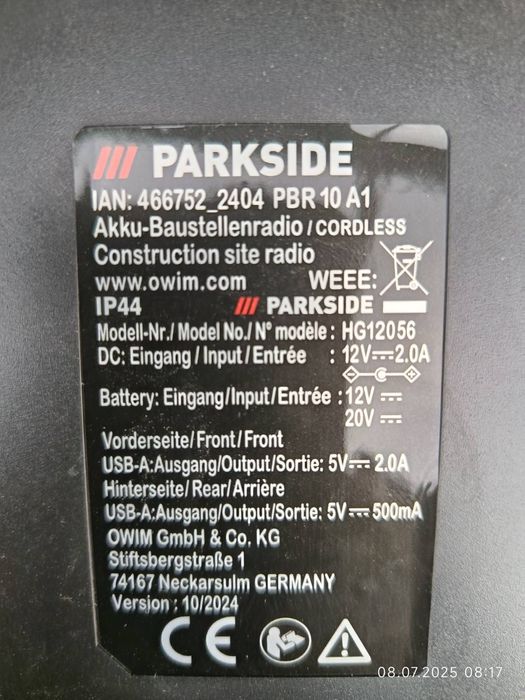 PARKSIDE
IAN: 466752_2404 PBR 10 A1
Akku-Baustellenradio / CORDLESS
Construction site radio
www.owim.com WEEE:
IP44 PARKSIDE
Modell-Nr./ Model No./ N° modèle : HG12056
DC: Eingang / Input / Entrée : 12V⎓2.0A
Battery: Eingang/Input/Entrée : 12V⎓
20V⎓
Vorderseite/Front/Front
USB-A:Ausgang/Output/Sortie: 5V⎓2.0A
Hinterseite/ Rear/Arrière
USB-A:Ausgang/Output/Sortie: 5V⎓500mA
OWIM GmbH & Co. KG
Stiftsbergstraße 1
74167 Neckarsulm GERMANY
Version : 10/2024
CE
08.07.2025 08:17